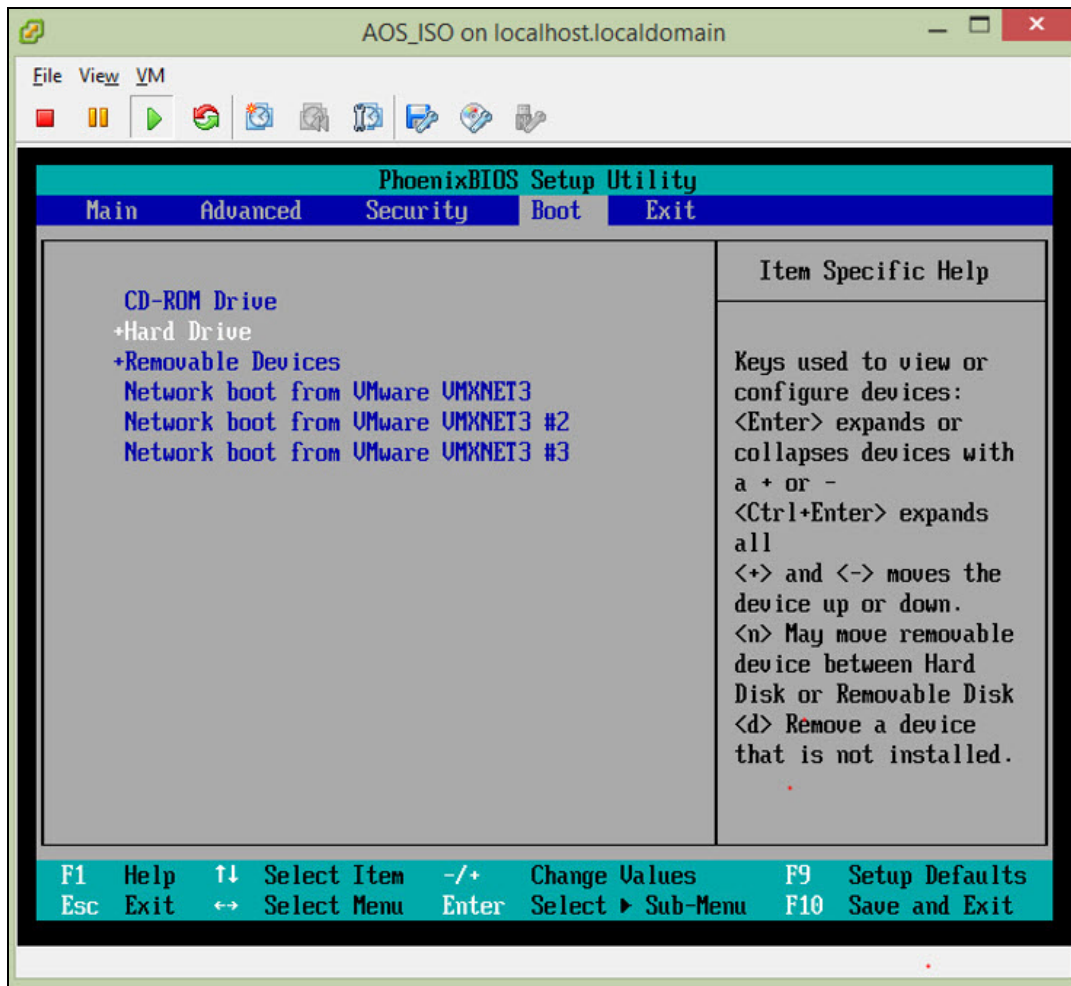 AOS_ISO on localhost.localdomain
File View VM
PhoenixBIOS Setup Utility
Main Advanced Security Boot Exit
CD-ROM Drive
+Hard Drive
+Removable Devices
Network boot from VMware VMXNET3
Network boot from VMware VMXNET3 #2
Network boot from VMware VMXNET3 #3
Item Specific Help
Keys used to view or
configure devices:
<Enter> expands or
collapses devices with
a + or -
<Ctrl+Enter> expands
all
<+> and <-> moves the
device up or down.
<n> May move removable
device between Hard
Disk or Removable Disk
<d> Remove a device
that is not installed.
F1 Help ↑↓ Select Item -/+ Change Values F9 Setup Defaults
Esc Exit ↔ Select Menu Enter Select ▶ Sub-Menu F10 Save and Exit